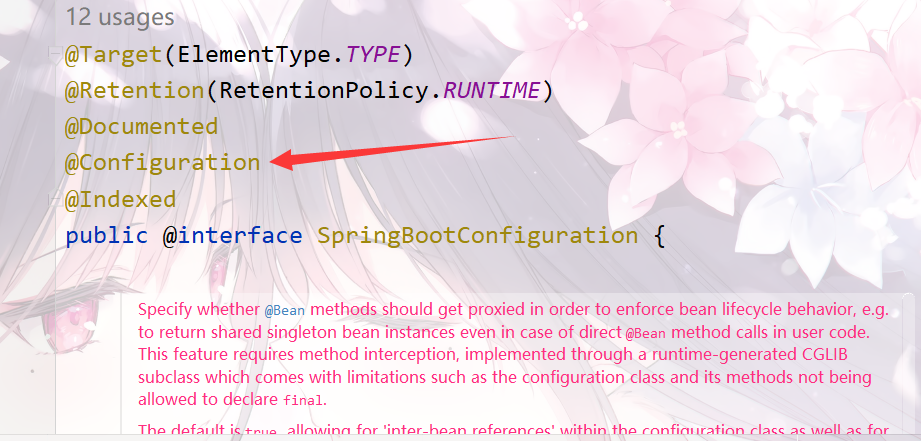 12 usages
@Target(ElementType.TYPE)
@Retention(RetentionPolicy.RUNTIME)
@Documented
@Configuration
@Indexed
public @interface SpringBootConfiguration {
Specify whether @Bean methods should get proxied in order to enforce bean lifecycle behavior, e.g.
to return shared singleton bean instances even in case of direct @Bean method calls in user code.
This feature requires method interception, implemented through a runtime-generated CGLIB
subclass which comes with limitations such as the configuration class and its methods not being
allowed to declare final.
The default is true, allowing for 'inter-bean references' within the configuration class as well as for